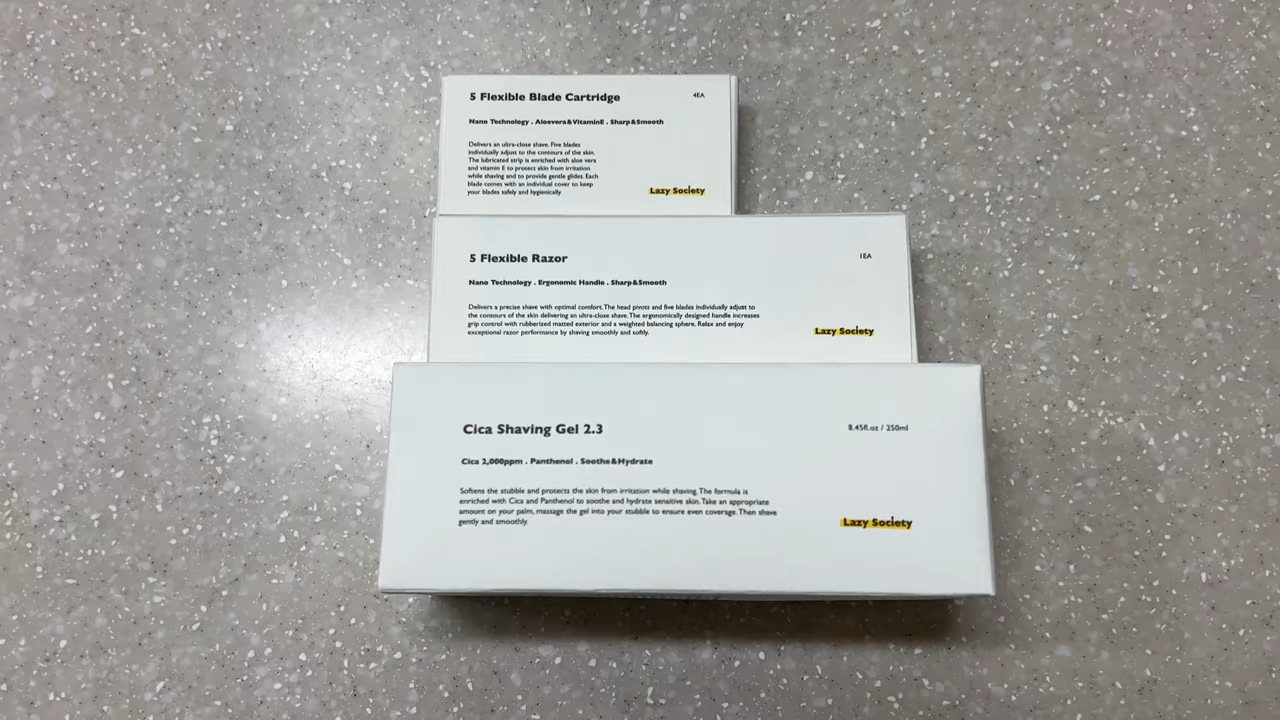 5 Flexible Blade Cartridge
4EA
Nano Technology . Aloevera&VitaminE . Sharp&Smooth
Delivers an ultra-close shave. Five blades
individually adjust to the contours of the skin.
The lubricated strip is enriched with aloe vera
and vitamin E to protect skin from irritation
while shaving and to provide gentle glides. Each
blade comes with an individual cover to keep
your blades safely and hygienically.
Lazy Society
5 Flexible Razor
1EA
Nano Technology . Ergonomic Handle . Sharp&Smooth
Delivers a precise shave with optimal comfort. The head pivots and five blades individually adjust to
the contours of the skin delivering an ultra-close shave. The ergonomically designed handle increases
grip control with rubberized matted exterior and a weighted balancing sphere. Relax and enjoy
exceptional razor performance by shaving smoothly and softly.
Lazy Society
Cica Shaving Gel 2.3
8.45fl.oz / 250ml
Cica 2,000ppm . Panthenol . Soothe&Hydrate
Softens the stubble and protects the skin from irritation while shaving. The formula is
enriched with Cica and Panthenol to soothe and hydrate sensitive skin. Take an appropriate
amount on your palm, massage the gel into your stubble to ensure even coverage. Then shave
gently and smoothly.
Lazy Society